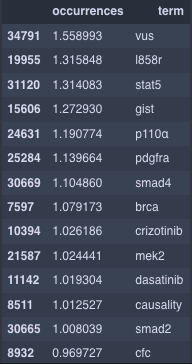 occurrences term
34791 1.558993 vus
19955 1.315848 l858r
31120 1.314083 stat5
15606 1.272930 gist
24631 1.190774 p110α
25284 1.139664 pdgfra
30669 1.104860 smad4
7597 1.079173 brca
10394 1.026186 crizotinib
21587 1.024441 mek2
11142 1.019304 dasatinib
8511 1.012527 causality
30665 1.008039 smad2
8932 0.969727 cfc